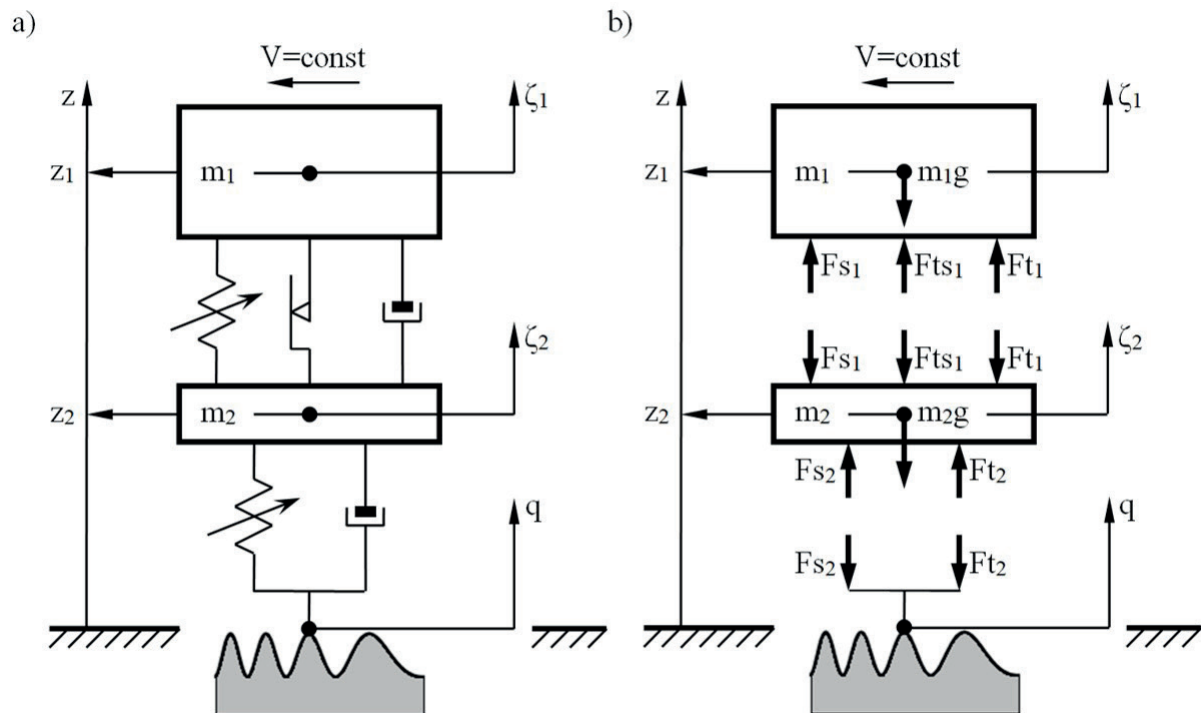 a)
V=const
z
ζ1
z1
m1
ζ2
z2
m2
q
b)
V=const
z
ζ1
z1
m1
m1g
Fs1
Fts1
Ft1
Fs1
Fts1
Ft1
ζ2
z2
m2
m2g
Fs2
Ft2
q
Fs2
Ft2